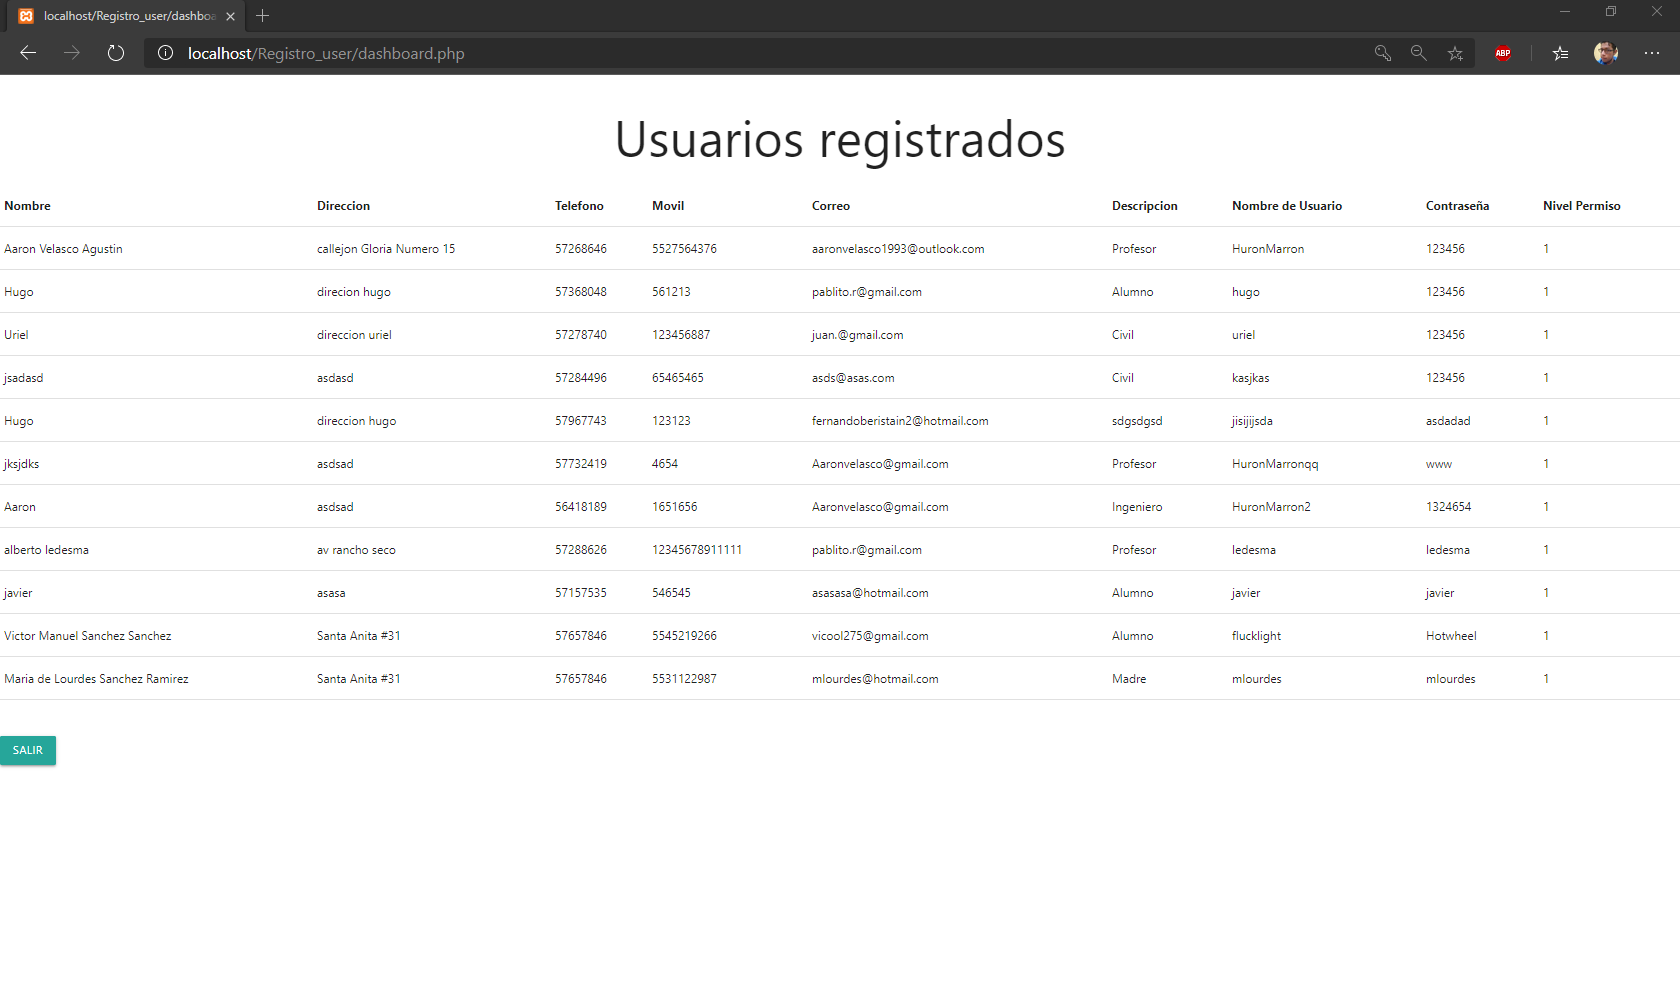 localhost/Registro_user/dashboa
localhost/Registro_user/dashboard.php
ABP
Usuarios registrados
Nombre Direccion Telefono Movil Correo Descripcion Nombre de Usuario Contraseña Nivel Permiso
Aaron Velasco Agustin callejon Gloria Numero 15 57268646 5527564376 aaronvelasco1993@outlook.com Profesor HuronMarron 123456 1
Hugo direcion hugo 57368048 561213 pablito.r@gmail.com Alumno hugo 123456 1
Uriel direccion uriel 57278740 123456887 juan.@gmail.com Civil uriel 123456 1
jsadasd asdasd 57284496 65465465 asds@asas.com Civil kasjkas 123456 1
Hugo direccion hugo 57967743 123123 fernandoberistain2@hotmail.com sdgsdgsd jisijijsda asdadad 1
jksjdks asdsad 57732419 4654 Aaronvelasco@gmail.com Profesor HuronMarronqq www 1
Aaron asdsad 56418189 1651656 Aaronvelasco@gmail.com Ingeniero HuronMarron2 1324654 1
alberto ledesma av rancho seco 57288626 12345678911111 pablito.r@gmail.com Profesor ledesma ledesma 1
javier asasa 57157535 546545 asasasa@hotmail.com Alumno javier javier 1
Victor Manuel Sanchez Sanchez Santa Anita #31 57657846 5545219266 vicool275@gmail.com Alumno flucklight Hotwheel 1
Maria de Lourdes Sanchez Ramirez Santa Anita #31 57657846 5531122987 mlourdes@hotmail.com Madre mlourdes mlourdes 1
SALIR